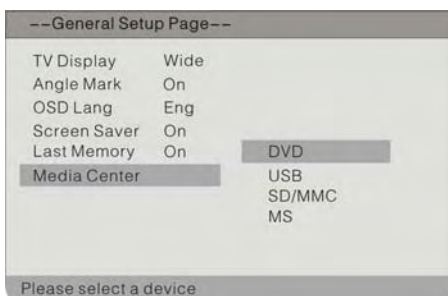 --General Setup Page--
TV Display Wide
Angle Mark On
OSD Lang Eng
Screen Saver On
Last Memory On DVD
Media Center USB
SD/MMC
MS
Please select a device